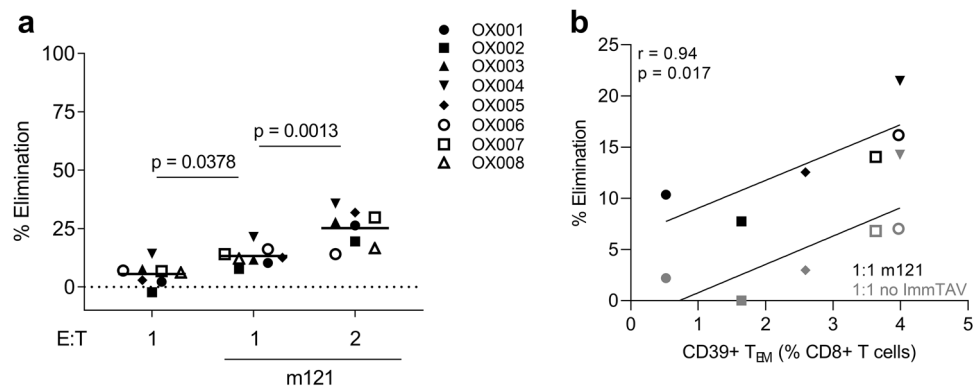 a
% Elimination
100
75
50
25
0
p = 0.0378
p = 0.0013
E:T
1
1
2
m121
OX001
OX002
OX003
OX004
OX005
OX006
OX007
OX008
b
% Elimination
25
20
15
10
5
0
r = 0.94
p = 0.017
1:1 m121
1:1 no ImmTAV
0
1
2
3
4
5
CD39+ TEM (% CD8+ T cells)